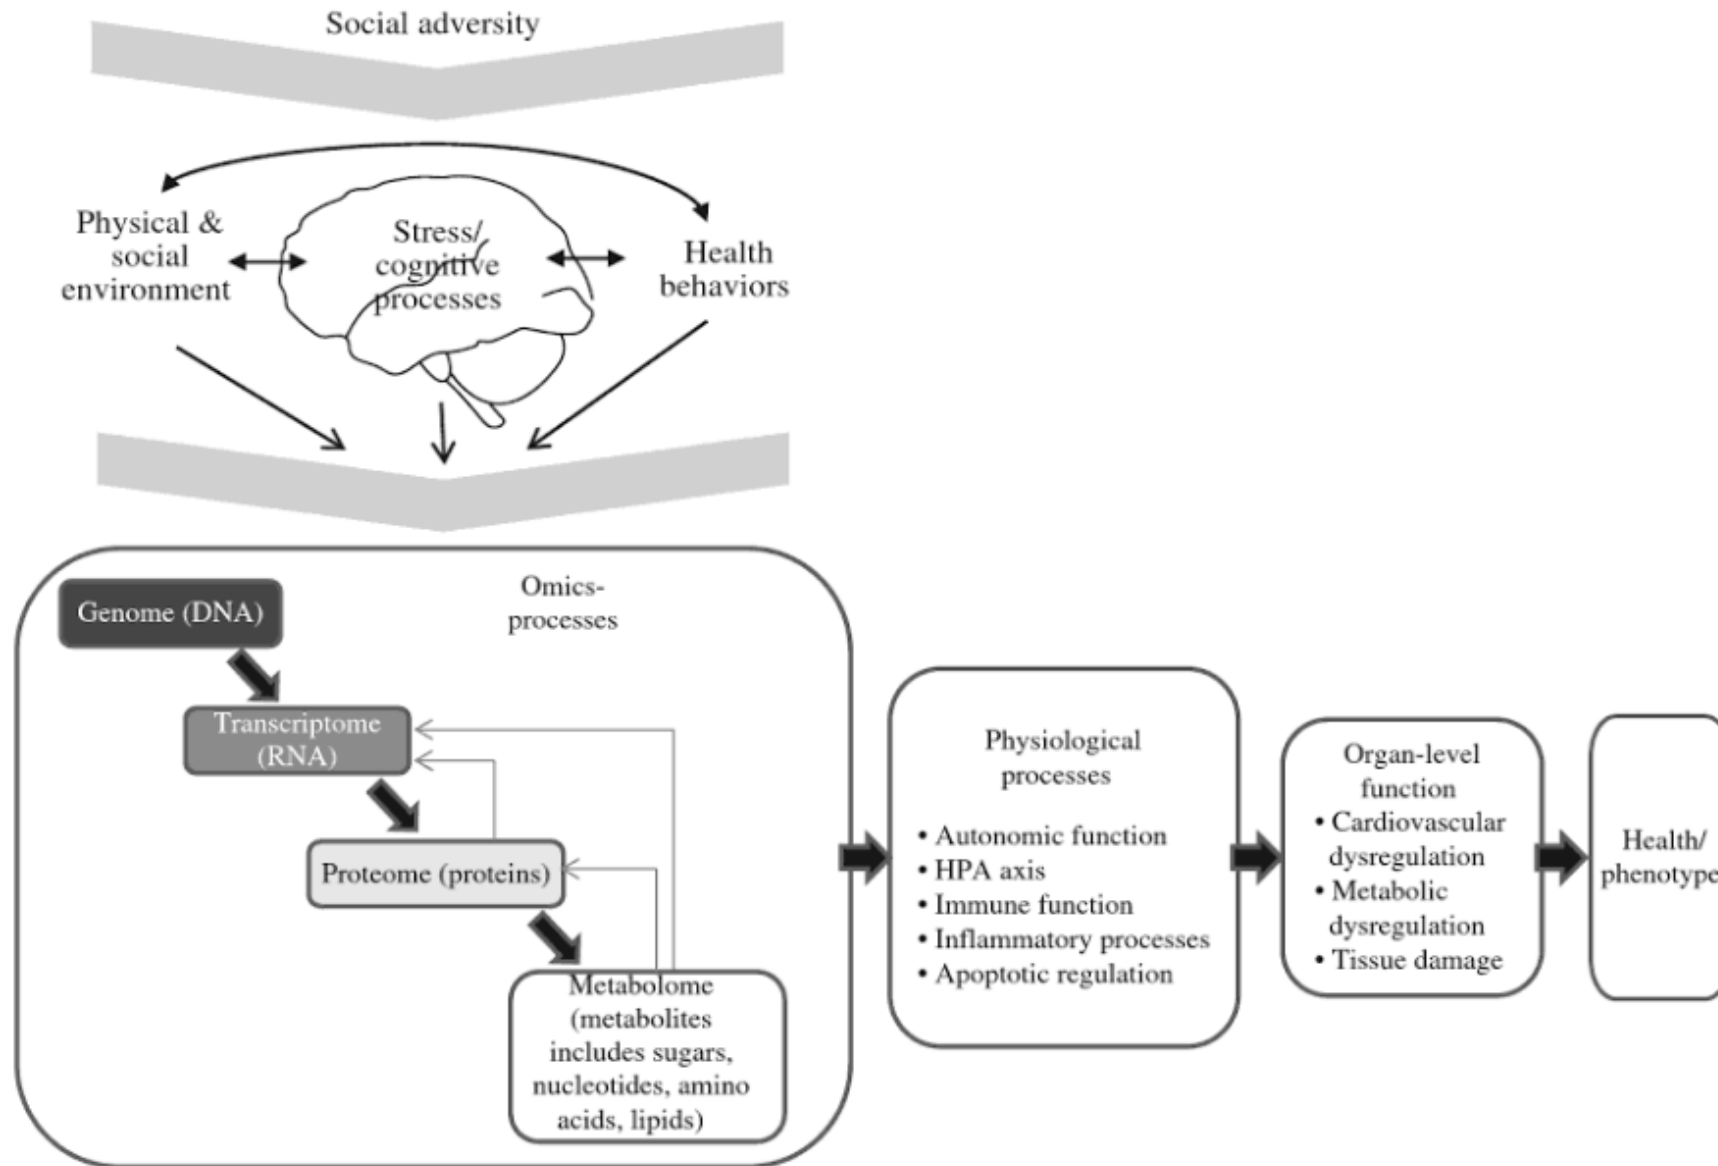 Social adversity
Physical &
social
environment
Stress/
cognitive
processes
Health
behaviors
Omics-
processes
Genome (DNA)
Transcriptome
(RNA)
Proteome (proteins)
Metabolome
(metabolites
includes sugars,
nucleotides, amino
acids, lipids)
Physiological
processes
• Autonomic function
• HPA axis
• Immune function
• Inflammatory processes
• Apoptotic regulation
Organ-level
function
• Cardiovascular
dysregulation
• Metabolic
dysregulation
• Tissue damage
Health/
phenotype